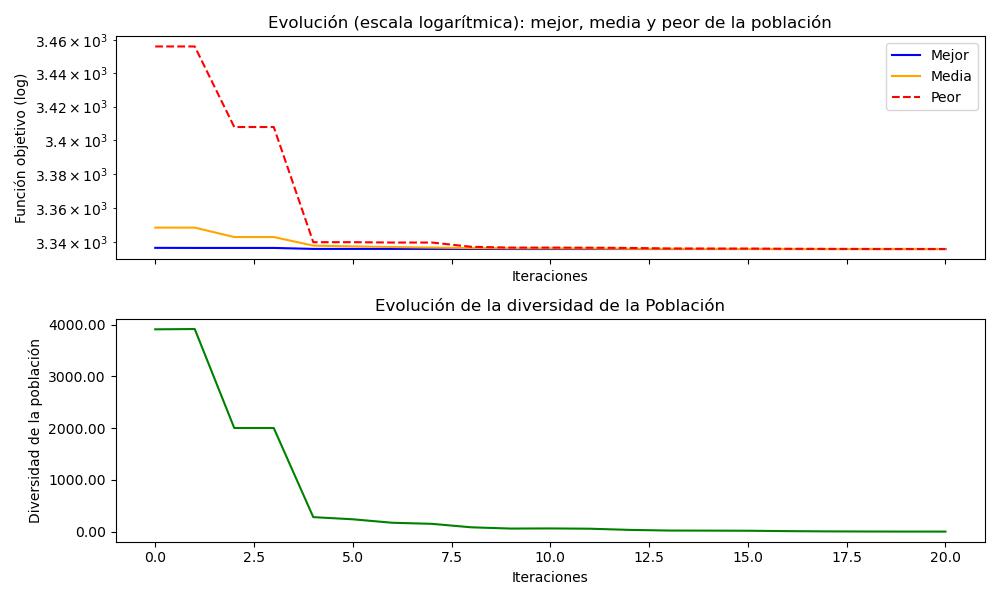 Evolución (escala logarítmica): mejor, media y peor de la población
Función objetivo (log)
3.46 × 10³
3.44 × 10³
3.42 × 10³
3.4 × 10³
3.38 × 10³
3.36 × 10³
3.34 × 10³
Mejor
Media
Peor
Iteraciones
Evolución de la diversidad de la Población
Diversidad de la población
4000.00
3000.00
2000.00
1000.00
0.00
0.0 2.5 5.0 7.5 10.0 12.5 15.0 17.5 20.0
Iteraciones